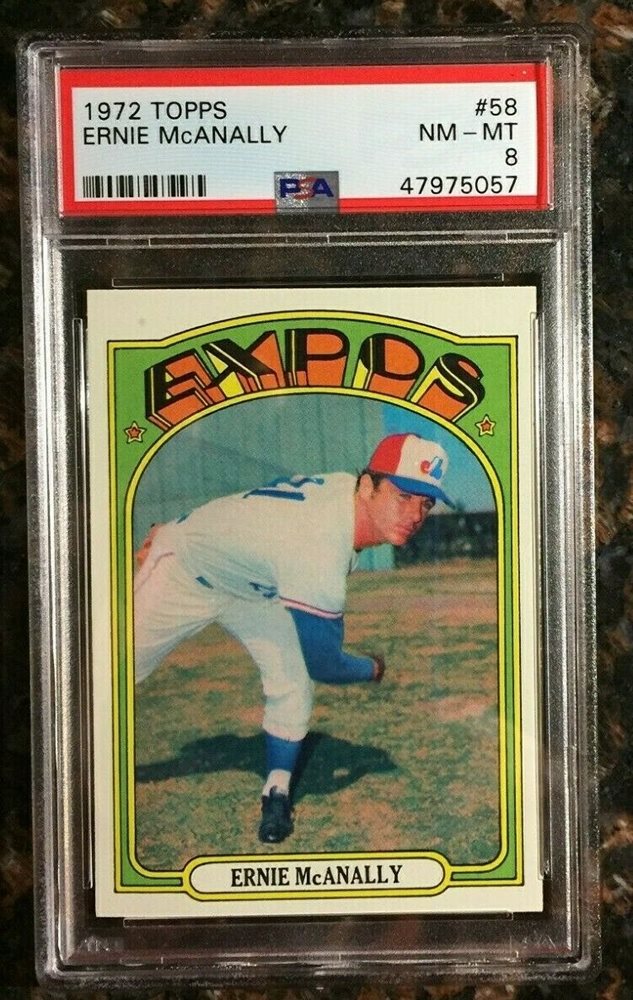 1972 TOPPS #58
ERNIE McANALLY NM - MT
8
PSA 47975057
EXPOS
ERNIE McANALLY